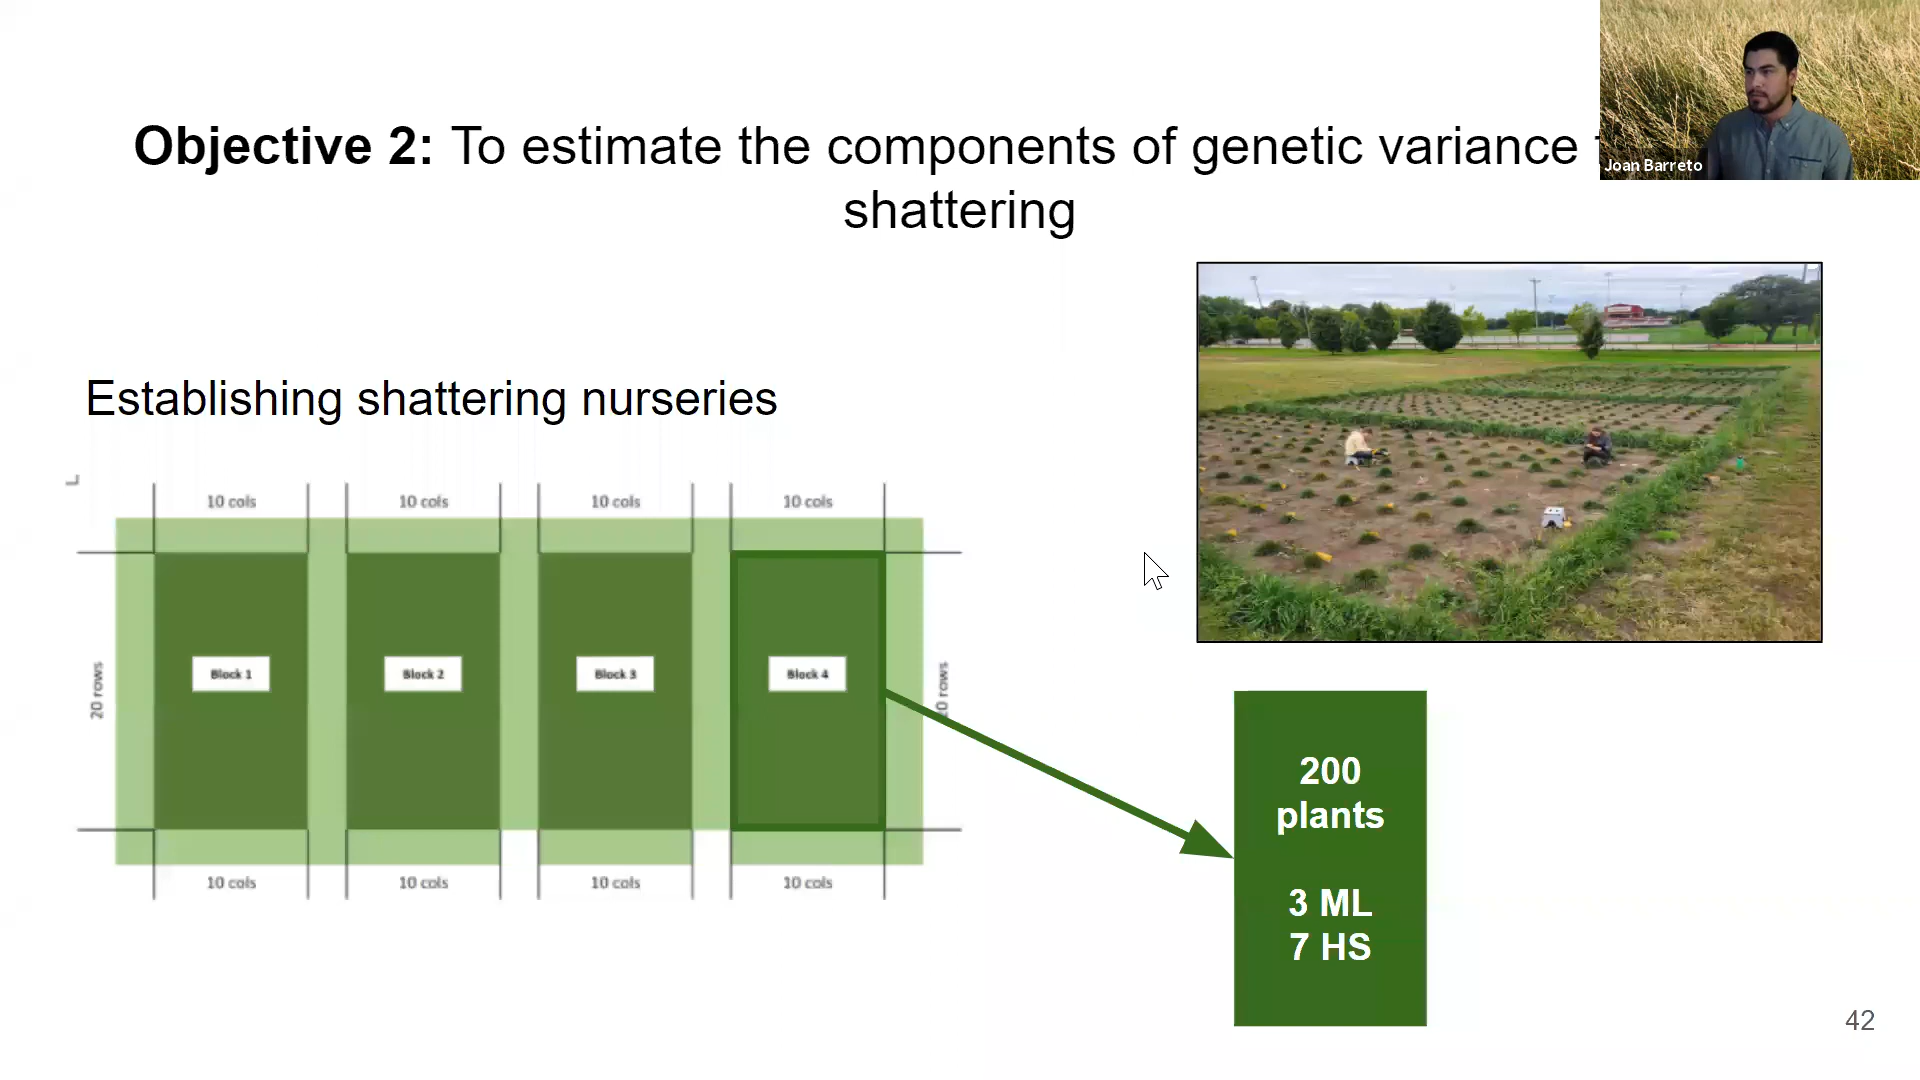 Objective 2: To estimate the components of genetic variance
shattering
Joan Barreto
Establishing shattering nurseries
10 cols 10 cols 10 cols 10 cols
20 rows
Block 1 Block 2 Block 3 Block 4
20 rows
10 cols 10 cols 10 cols 10 cols
200
plants
3 ML
7 HS
42